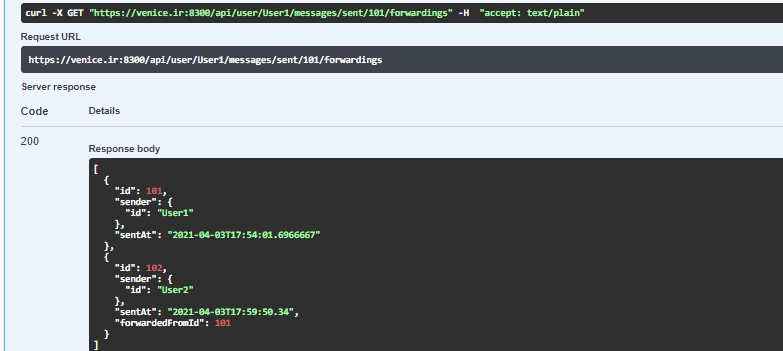 curl -X GET "https://venice.ir:8300/api/user/User1/messages/sent/101/forwardings" -H  "accept: text/plain"
Request URL
https://venice.ir:8300/api/user/User1/messages/sent/101/forwardings
Server response
Code Details
200
Response body
[
  {
    "id": 101,
    "sender": {
      "id": "User1"
    },
    "sentAt": "2021-04-03T17:54:01.6966667"
  },
  {
    "id": 102,
    "sender": {
      "id": "User2"
    },
    "sentAt": "2021-04-03T17:59:50.34",
    "forwardedFromId": 101
  }
]